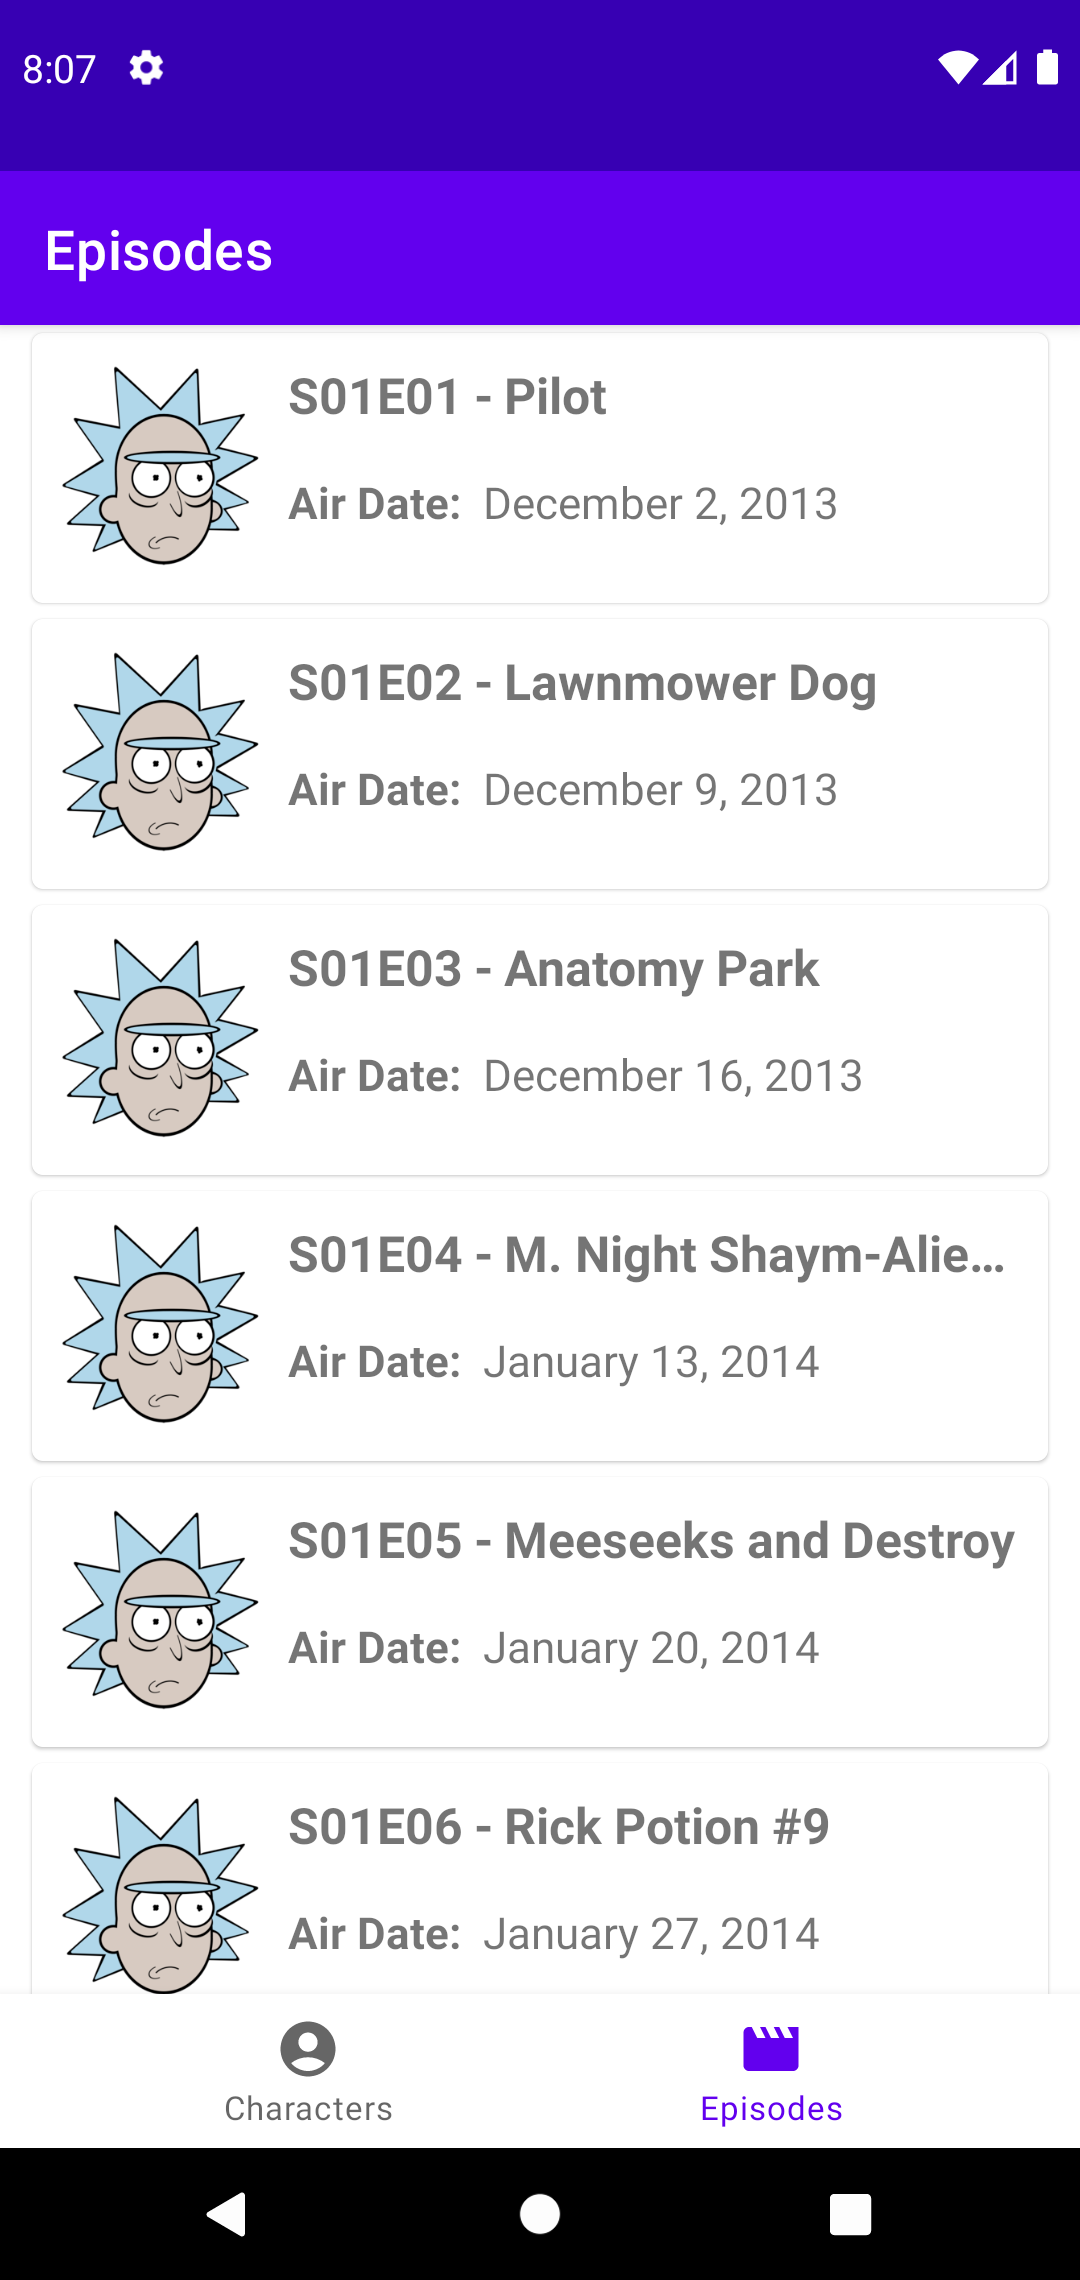 8:07
Episodes
S01E01 - Pilot
Air Date: December 2, 2013
S01E02 - Lawnmower Dog
Air Date: December 9, 2013
S01E03 - Anatomy Park
Air Date: December 16, 2013
S01E04 - M. Night Shaym-Alie...
Air Date: January 13, 2014
S01E05 - Meeseeks and Destroy
Air Date: January 20, 2014
S01E06 - Rick Potion #9
Air Date: January 27, 2014
Characters
Episodes